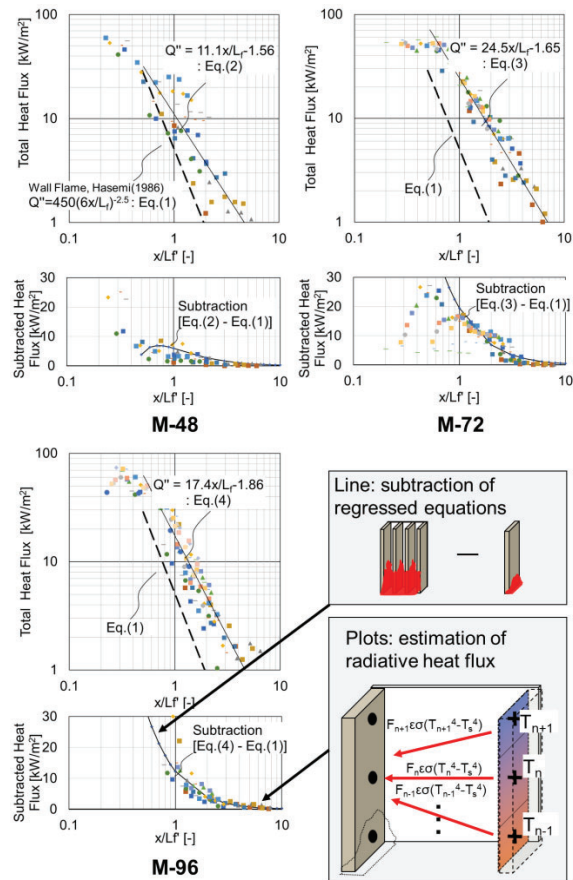 Total Heat Flux [kW/m²]
100
10
1
Q'' = 11.1x/Lf-1.56
: Eq.(2)
Wall Flame, Hasemi(1986)
Q''=450(6x/Lf)-2.5 : Eq.(1)
0.1 1 10
x/Lf' [-]
Subtracted Heat
Flux [kW/m²]
30
20
10
0
Subtraction
[Eq.(2) - Eq.(1)]
0.1 1 10
x/Lf' [-]
M-48
Total Heat Flux [kW/m²]
100
10
1
Q'' = 24.5x/Lf-1.65
: Eq.(3)
Eq.(1)
0.1 1 10
x/Lf' [-]
Subtracted Heat
Flux [kW/m²]
30
20
10
0
Subtraction
[Eq.(3) - Eq.(1)]
0.1 1 10
x/Lf' [-]
M-72
Total Heat Flux [kW/m²]
100
10
1
Q'' = 17.4x/Lf-1.86
: Eq.(4)
Eq.(1)
0.1 1 10
x/Lf' [-]
Subtracted Heat
Flux [kW/m²]
30
20
10
0
Subtraction
[Eq.(4) - Eq.(1)]
0.1 1 10
x/Lf' [-]
M-96
Line: subtraction of
regressed equations
Plots: estimation of
radiative heat flux
Fn+1εσ(Tn+1⁴-Ts⁴)
Fnεσ(Tn⁴-Ts⁴)
Fn-1εσ(Tn-1⁴-Ts⁴)
Tn+1
Tn
Tn-1